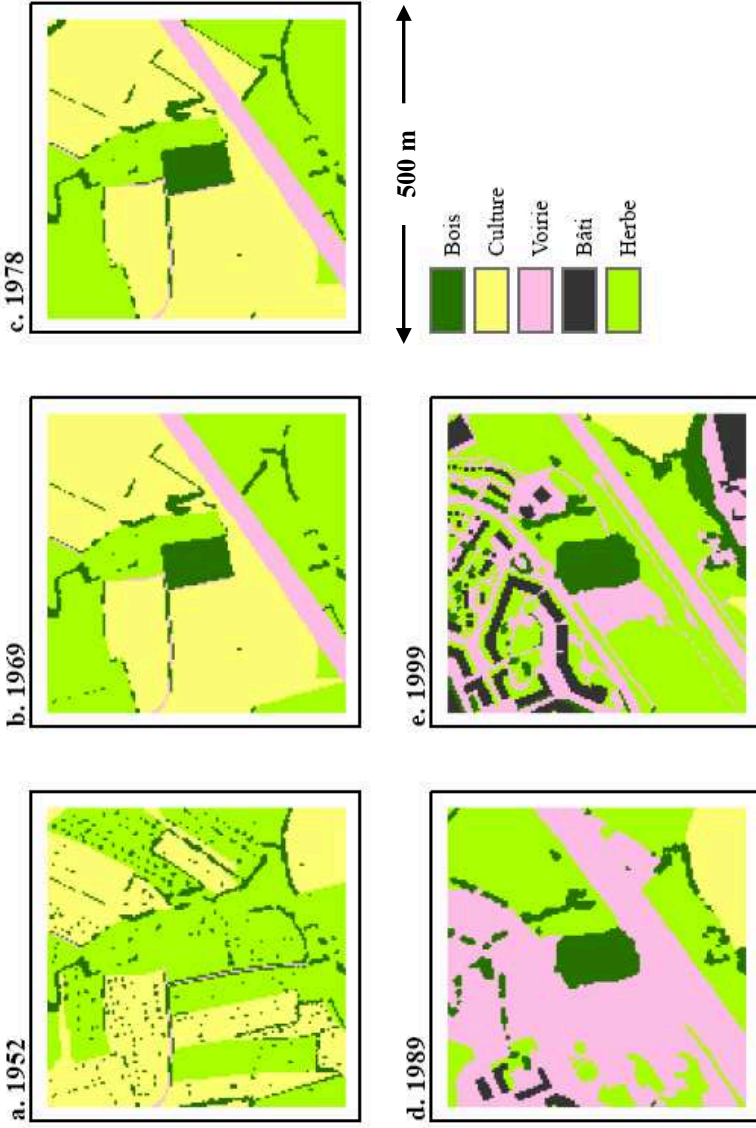 a. 1952
b. 1969
c. 1978
d. 1989
e. 1999
500 m
Bois
Culture
Voirie
Bâti
Herbe